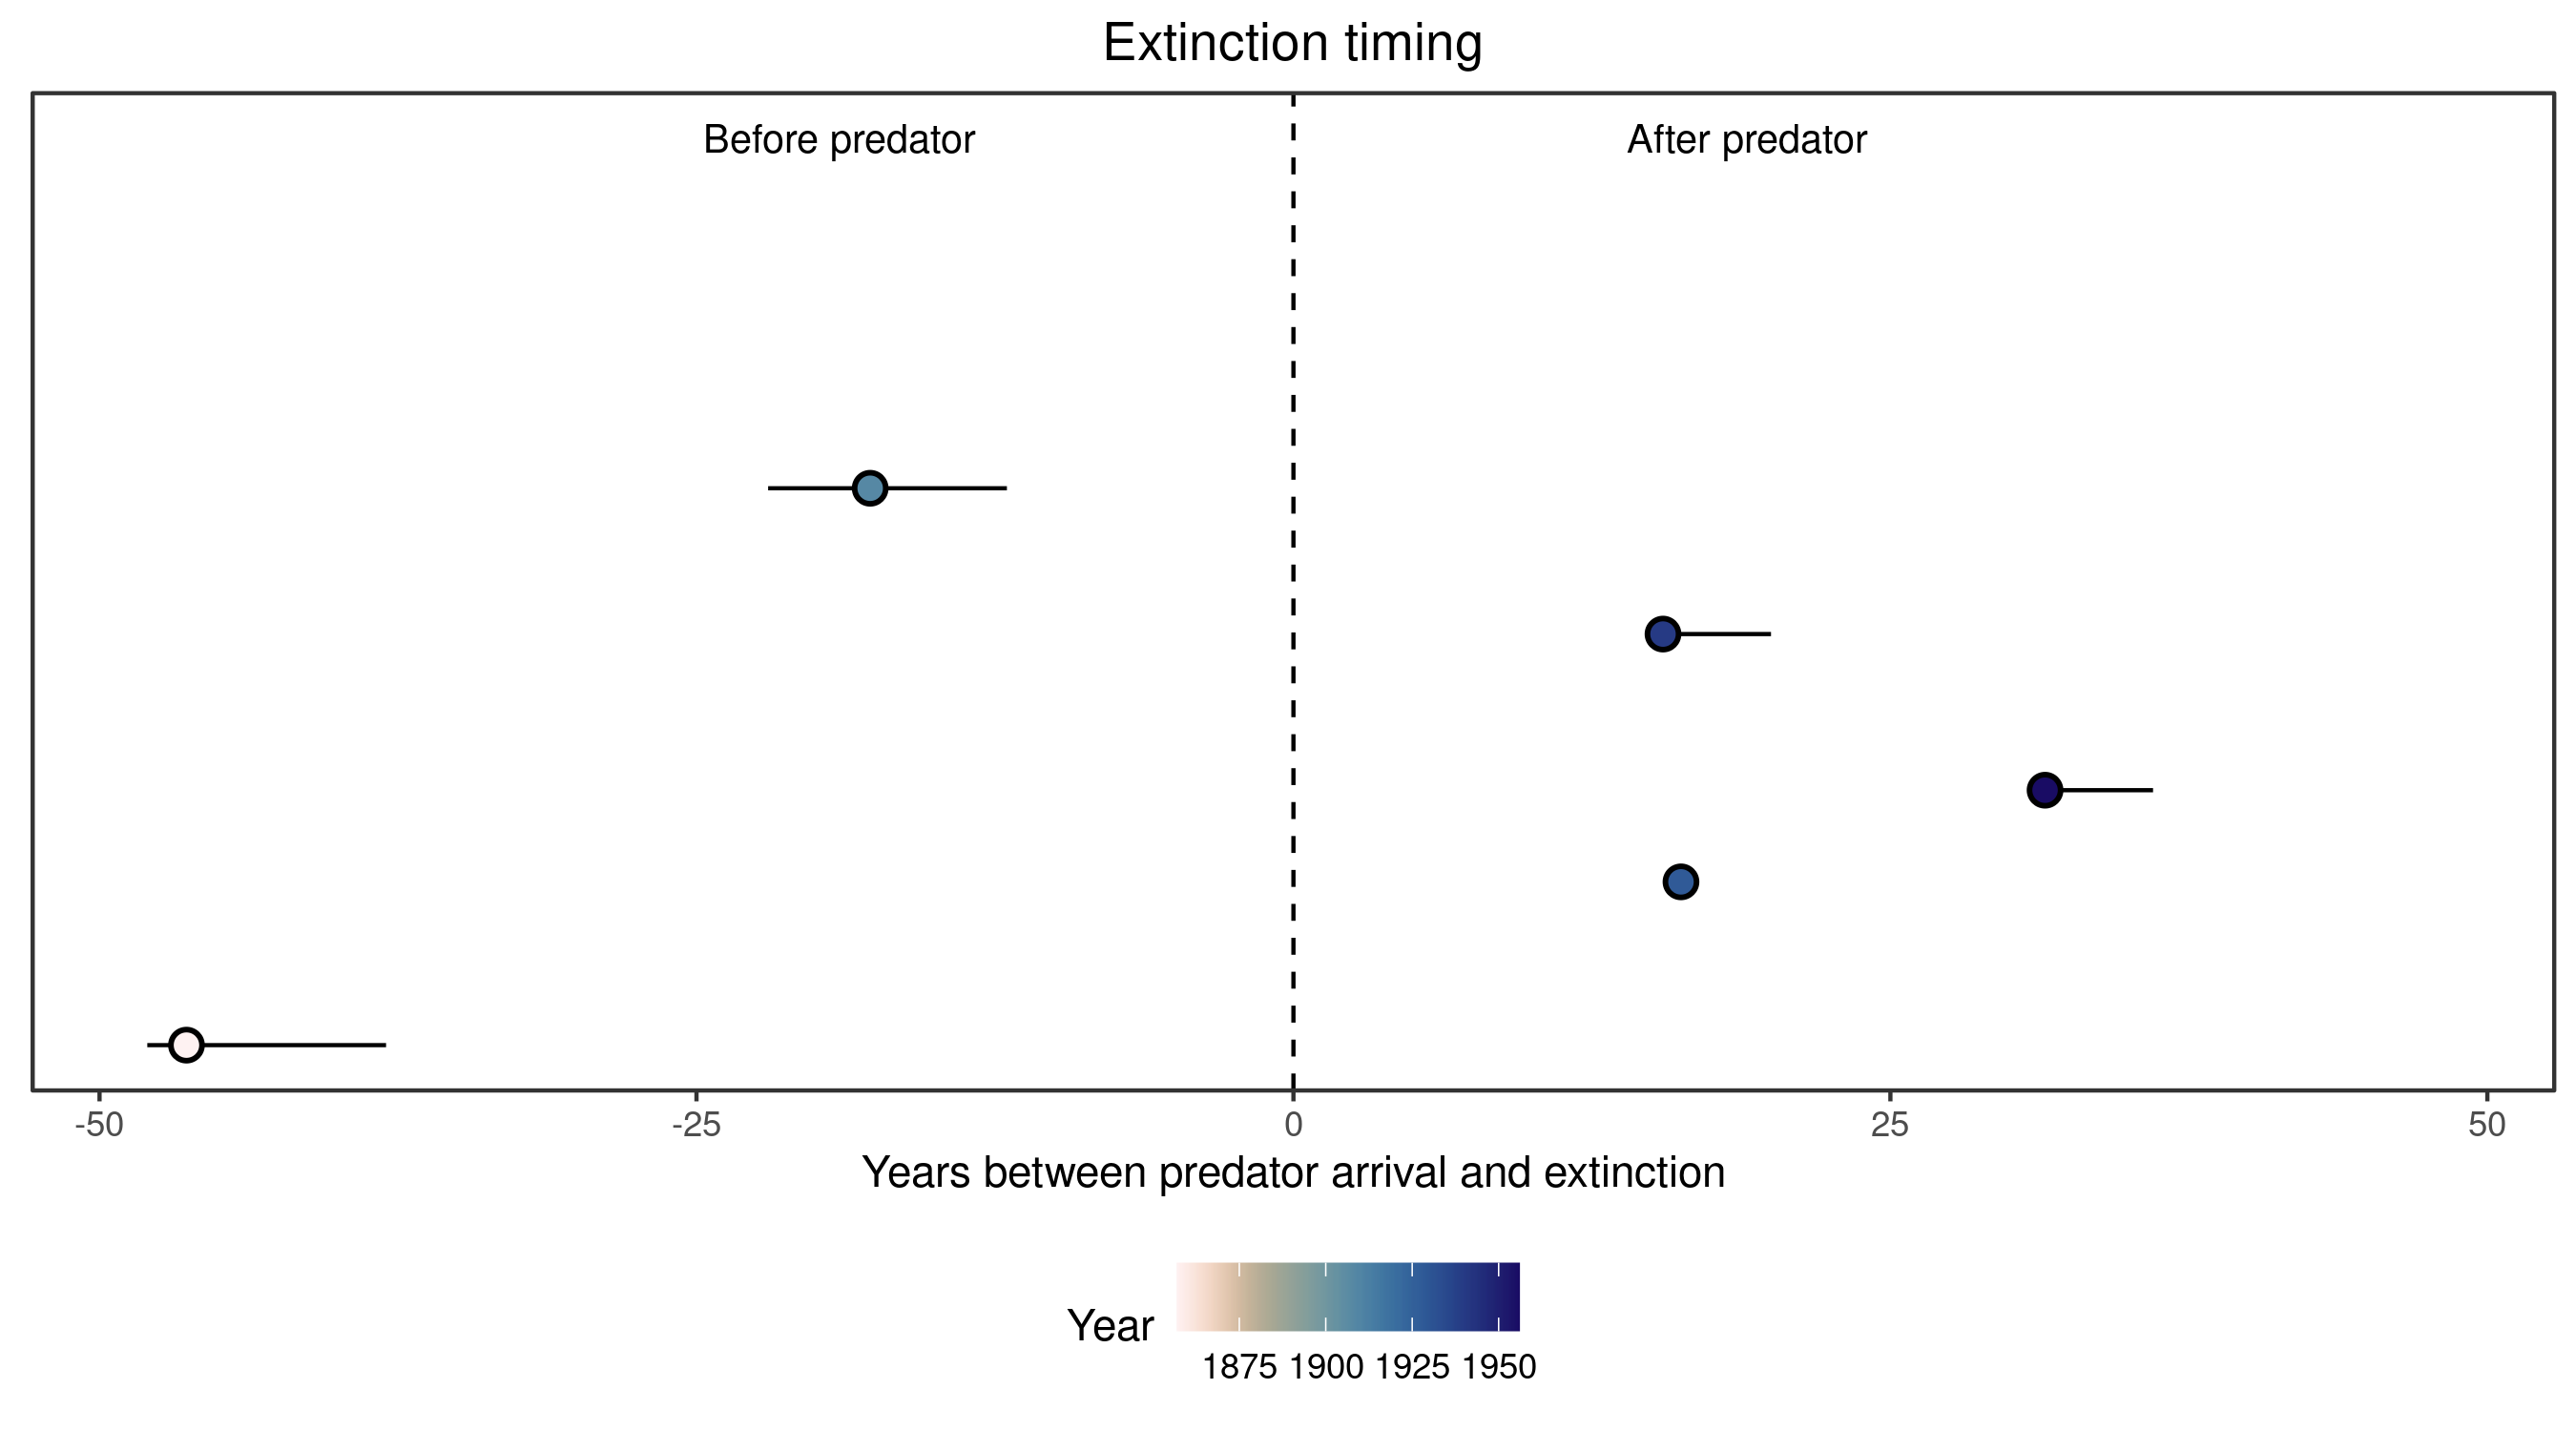 Extinction timing
Before predator
After predator
-50
-25
0
25
50
Years between predator arrival and extinction
Year
1875 1900 1925 1950